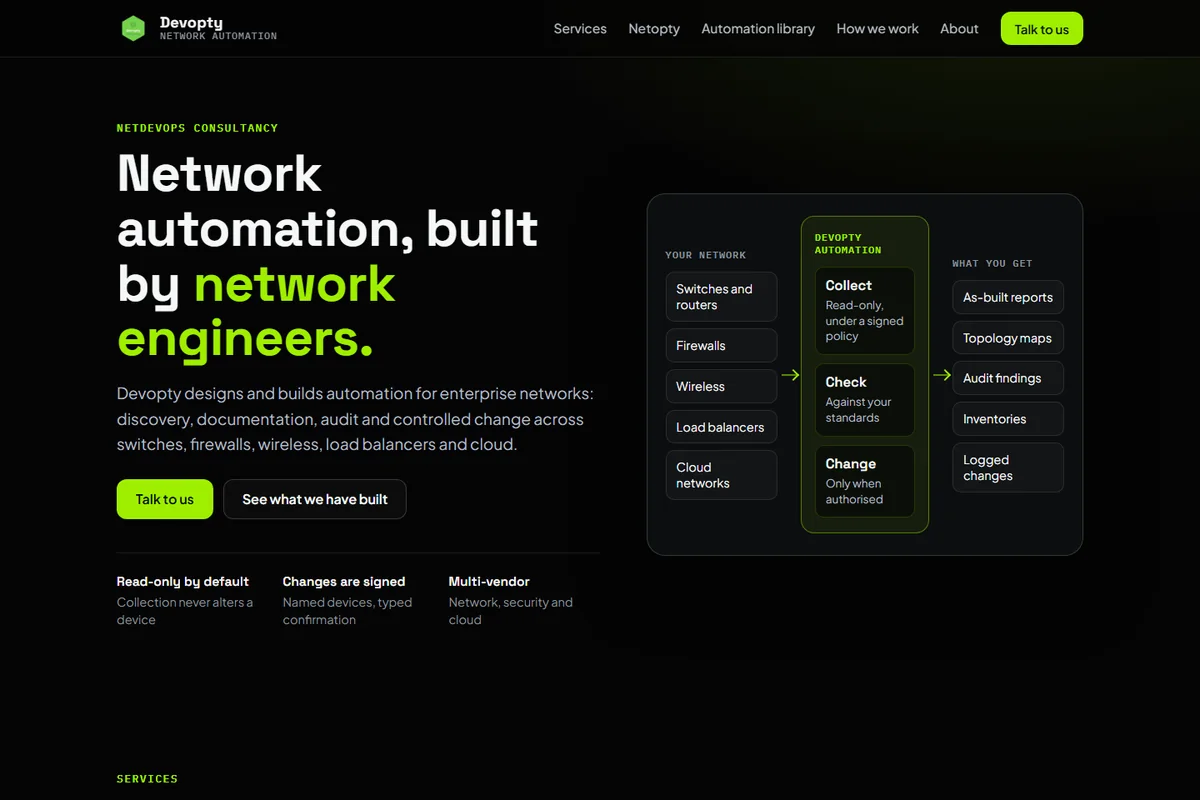 Devopty
NETWORK AUTOMATION
Services
Netopty
Automation library
How we work
About
Talk to us
NETDEVOPS CONSULTANCY
Network
automation, built
by network
engineers.
Devopty designs and builds automation for enterprise networks:
discovery, documentation, audit and controlled change across
switches, firewalls, wireless, load balancers and cloud.
Talk to us
See what we have built
Read-only by default
Collection never alters a
device
Changes are signed
Named devices, typed
confirmation
Multi-vendor
Network, security and
cloud
YOUR NETWORK
Switches and
routers
Firewalls
Wireless
Load balancers
Cloud
networks
DEVOPTY
AUTOMATION
Collect
Read-only,
under a signed
policy
Check
Against your
standards
Change
Only when
authorised
WHAT YOU GET
As-built reports
Topology maps
Audit findings
Inventories
Logged
changes
SERVICES